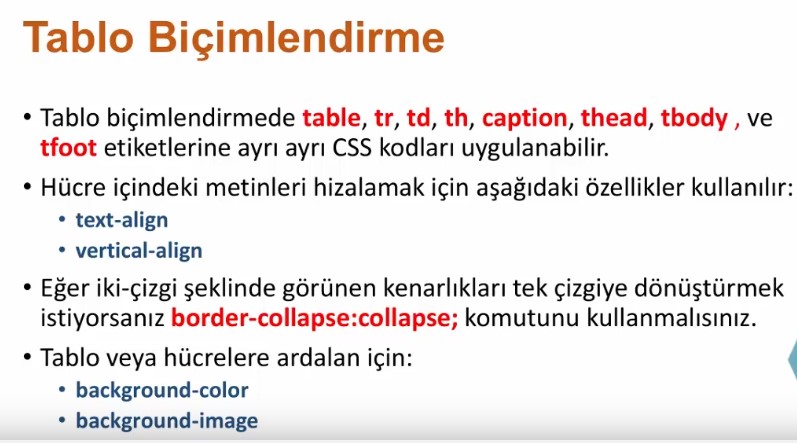 Tablo Biçimlendirme
• Tablo biçimlendirmede table, tr, td, th, caption, thead, tbody , ve
tfoot etiketlerine ayrı ayrı CSS kodları uygulanabilir.
• Hücre içindeki metinleri hizalamak için aşağıdaki özellikler kullanılır:
• text-align
• vertical-align
• Eğer iki-çizgi şeklinde görünen kenarlıkları tek çizgiye dönüştürmek
istiyorsanız border-collapse:collapse; komutunu kullanmalısınız.
• Tablo veya hücrelere ardalan için:
• background-color
• background-image